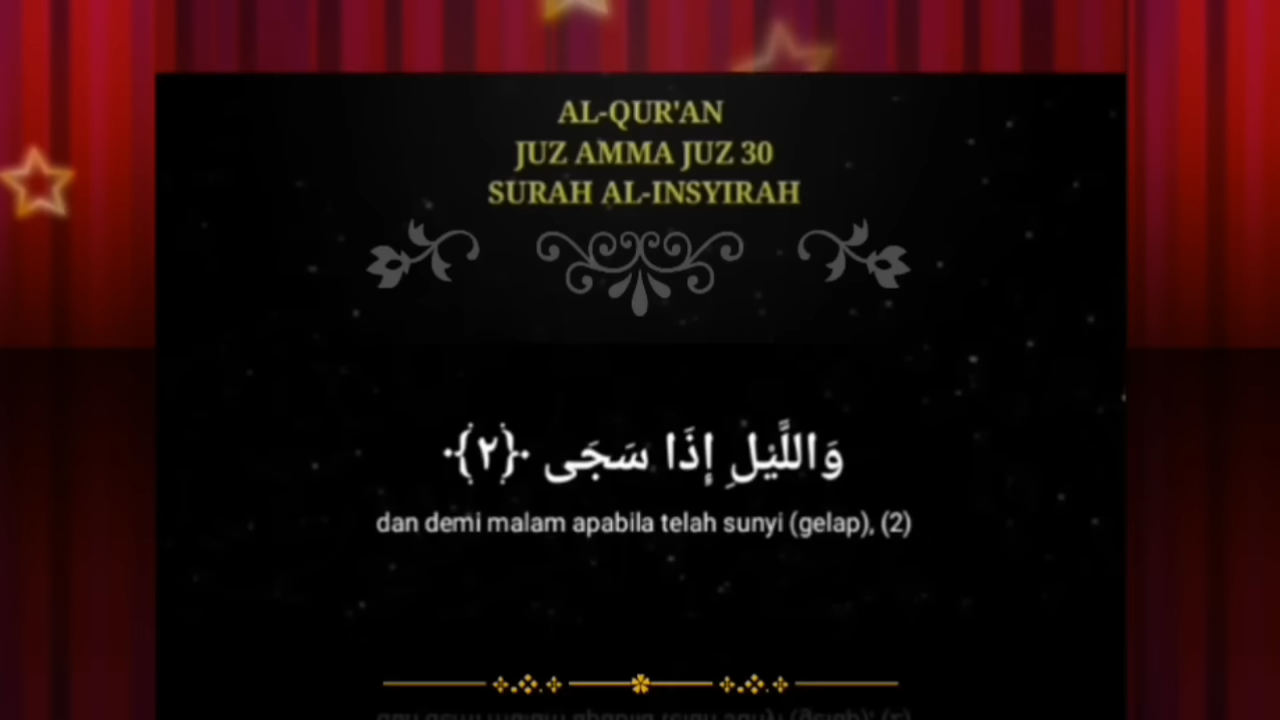 AL-QUR'AN
JUZ AMMA JUZ 30
SURAH AL-INSYIRAH
وَاللَّيْلِ إِذَا سَجَى ﴿٢﴾
dan demi malam apabila telah sunyi (gelap), (2)